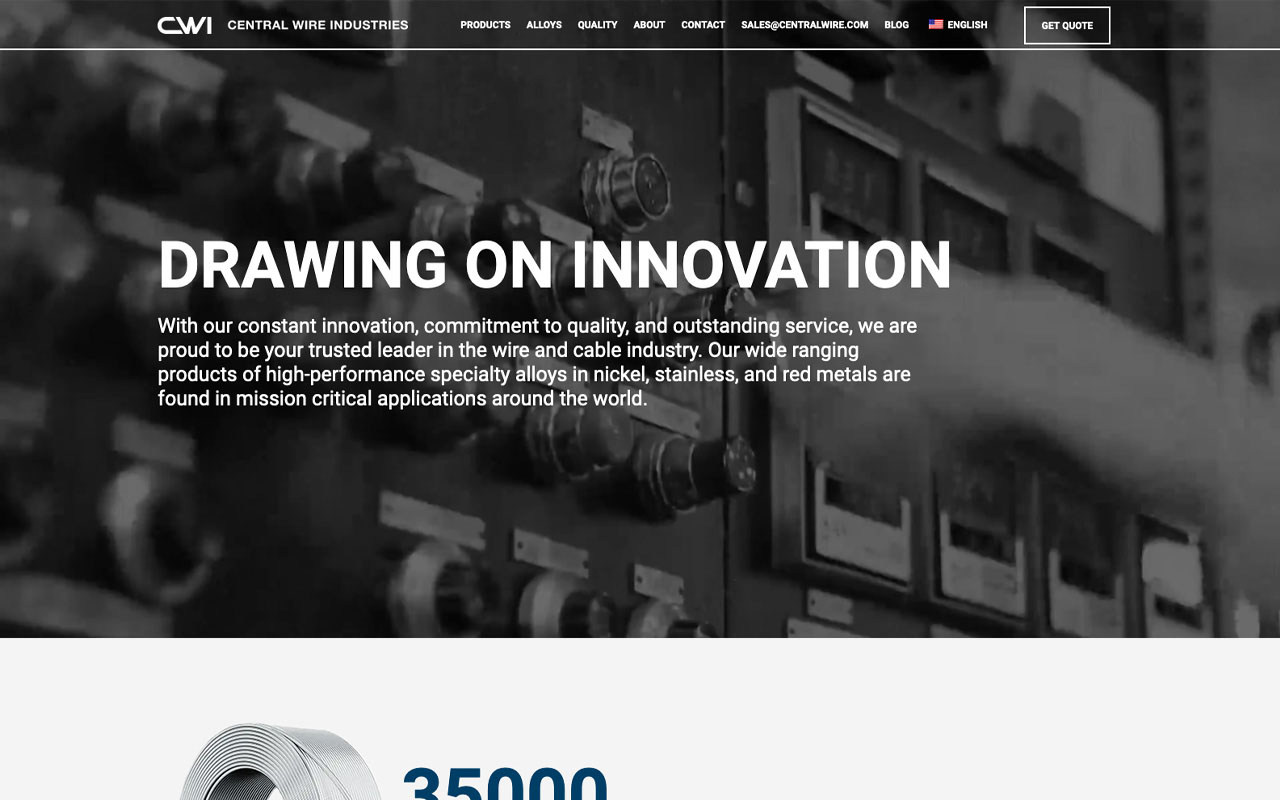 CWI CENTRAL WIRE INDUSTRIES
PRODUCTS ALLOYS QUALITY ABOUT CONTACT SALES@CENTRALWIRE.COM BLOG ENGLISH GET QUOTE
DRAWING ON INNOVATION
With our constant innovation, commitment to quality, and outstanding service, we are
proud to be your trusted leader in the wire and cable industry. Our wide ranging
products of high-performance specialty alloys in nickel, stainless, and red metals are
found in mission critical applications around the world.
35000